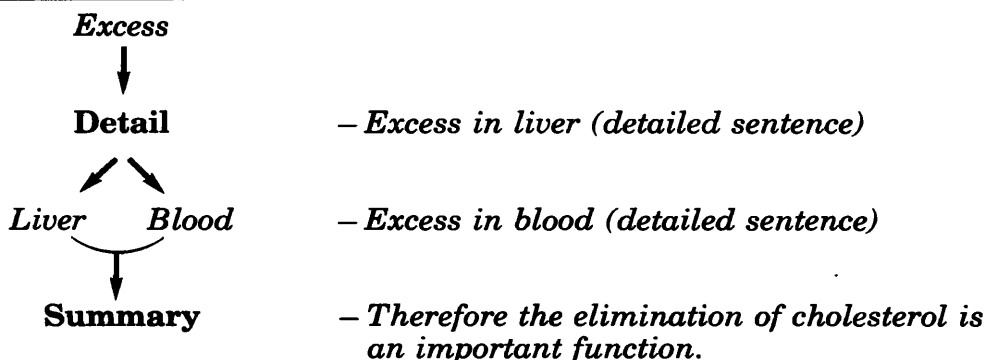 Excess
Detail – Excess in liver (detailed sentence)
Liver Blood – Excess in blood (detailed sentence)
Summary – Therefore the elimination of cholesterol is
an important function.